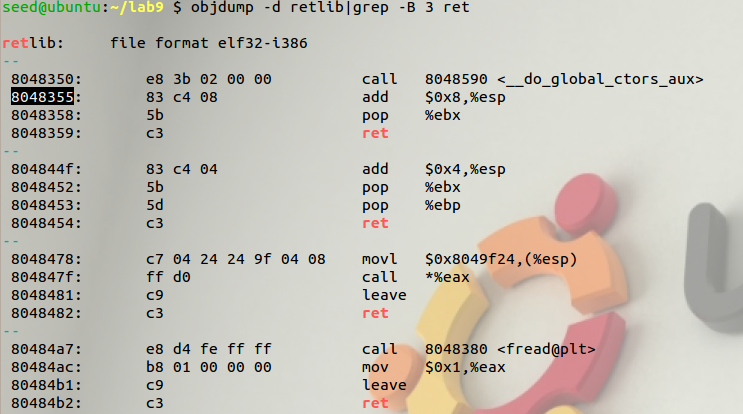 seed@ubuntu:~/lab9 $ objdump -d retlib|grep -B 3 ret
retlib:     file format elf32-i386
--
 8048350:	e8 3b 02 00 00       	call   8048590 <__do_global_ctors_aux>
 8048355:	83 c4 08             	add    $0x8,%esp
 8048358:	5b                   	pop    %ebx
 8048359:	c3                   	ret
--
 804844f:	83 c4 04             	add    $0x4,%esp
 8048452:	5b                   	pop    %ebx
 8048453:	5d                   	pop    %ebp
 8048454:	c3                   	ret
--
 8048478:	c7 04 24 24 9f 04 08 	movl   $0x8049f24,(%esp)
 804847f:	ff d0                	call   *%eax
 8048481:	c9                   	leave
 8048482:	c3                   	ret
--
 80484a7:	e8 d4 fe ff ff       	call   8048380 <fread@plt>
 80484ac:	b8 01 00 00 00       	mov    $0x1,%eax
 80484b1:	c9                   	leave
 80484b2:	c3                   	ret